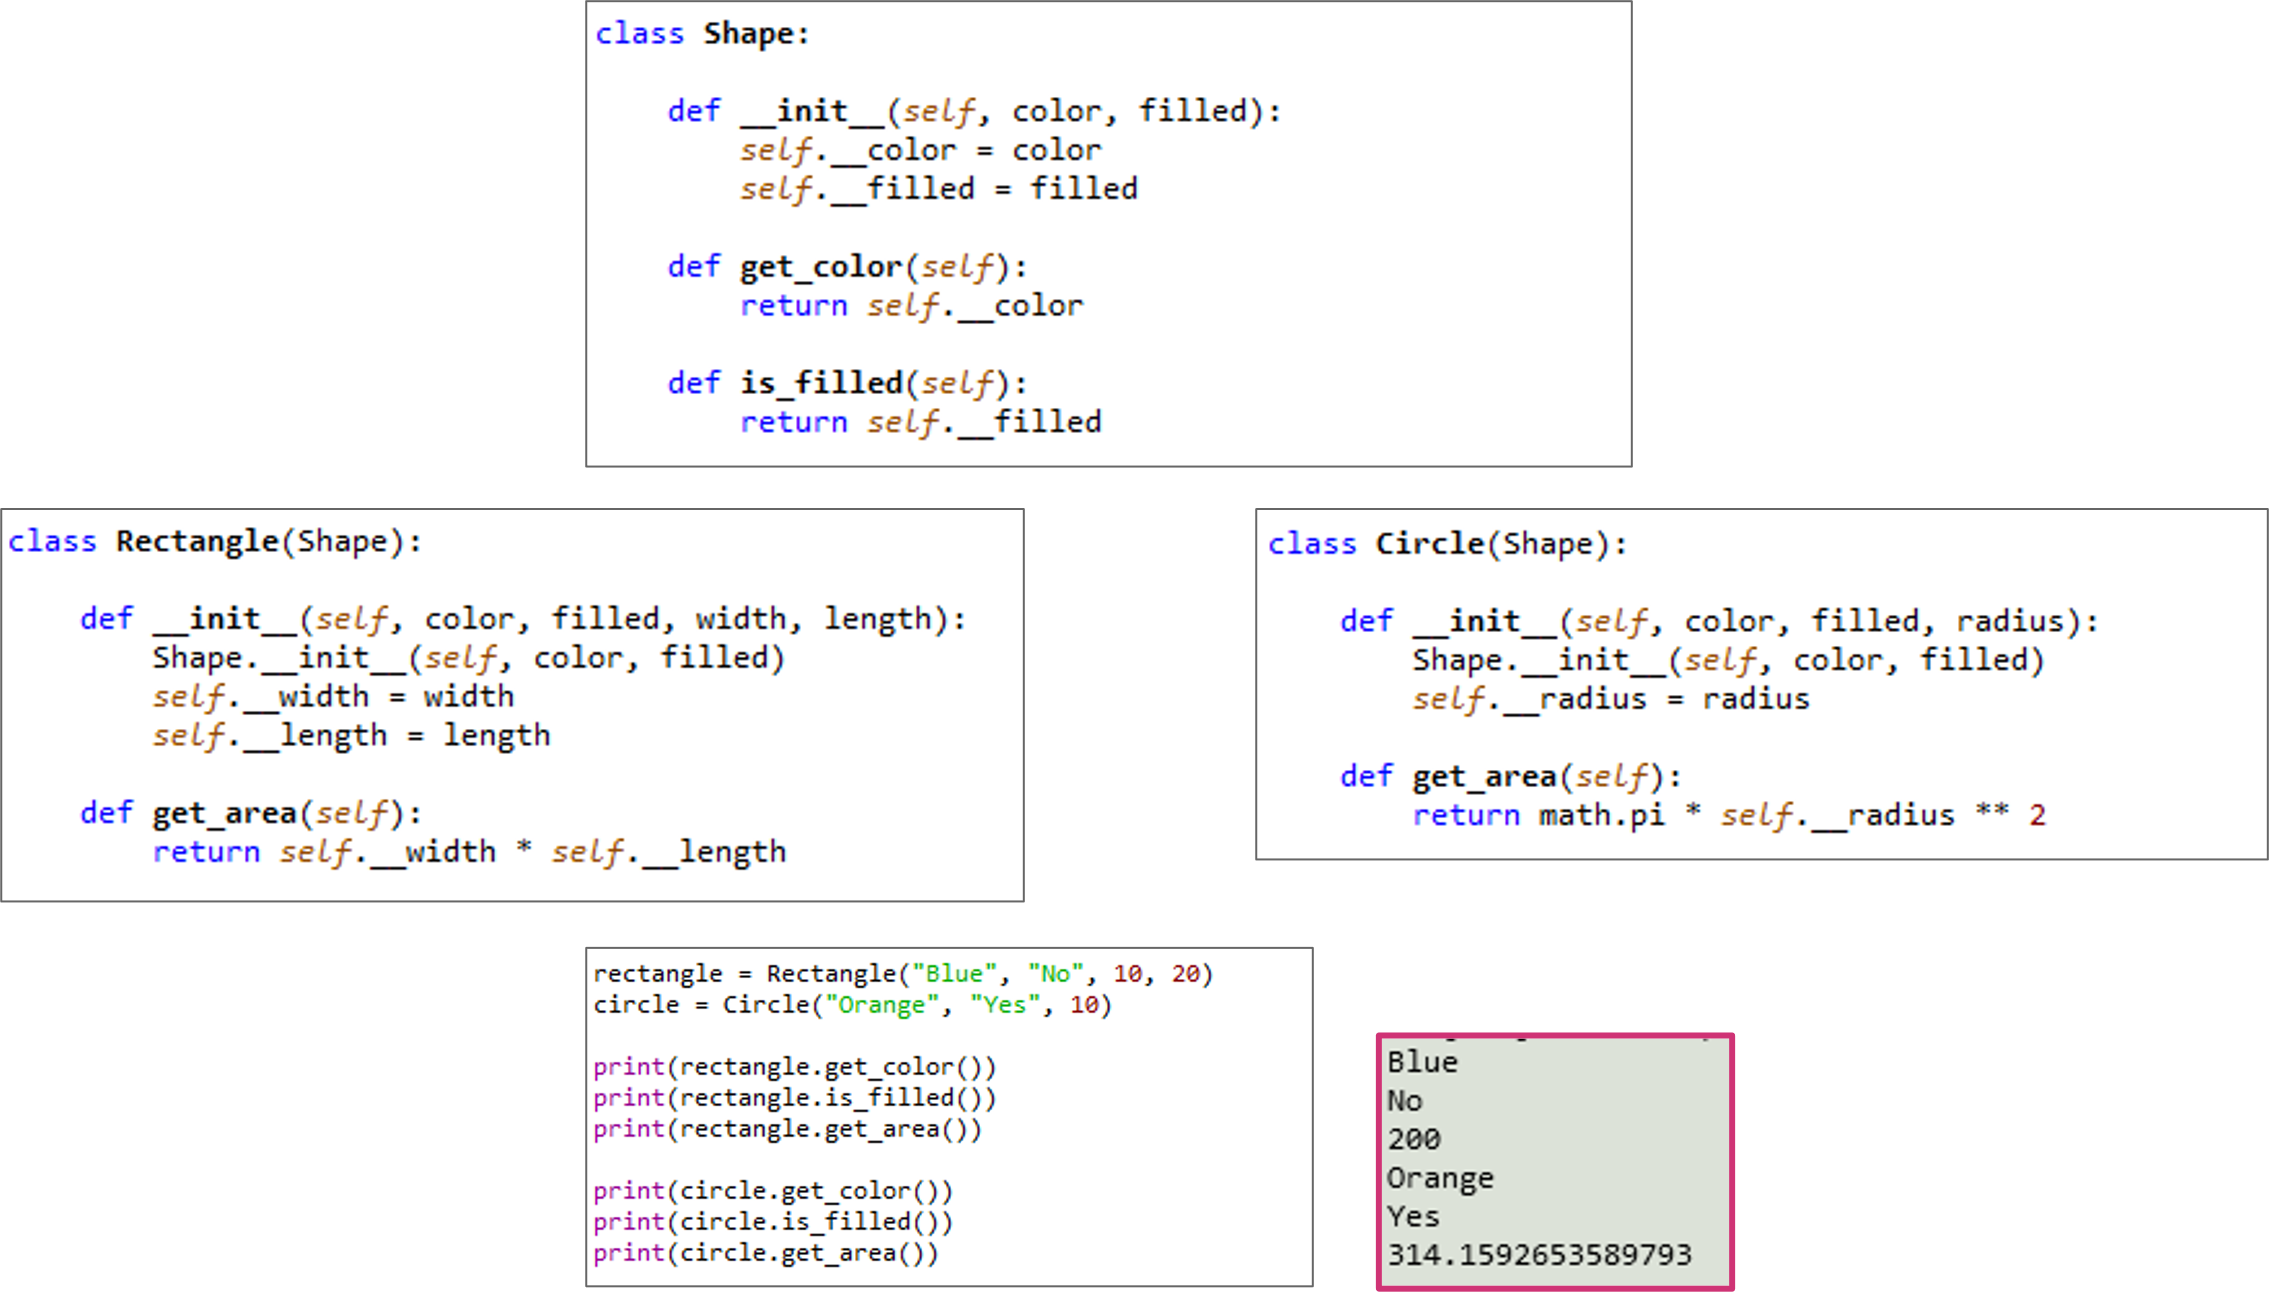 class Shape:
def __init__(self, color, filled):
self.__color = color
self.__filled = filled
def get_color(self):
return self.__color
def is_filled(self):
return self.__filled
class Rectangle(Shape):
def __init__(self, color, filled, width, length):
Shape.__init__(self, color, filled)
self.__width = width
self.__length = length
def get_area(self):
return self.__width * self.__length
class Circle(Shape):
def __init__(self, color, filled, radius):
Shape.__init__(self, color, filled)
self.__radius = radius
def get_area(self):
return math.pi * self.__radius ** 2
rectangle = Rectangle("Blue", "No", 10, 20)
circle = Circle("Orange", "Yes", 10)
print(rectangle.get_color())
print(rectangle.is_filled())
print(rectangle.get_area())
print(circle.get_color())
print(circle.is_filled())
print(circle.get_area())
Blue
No
200
Orange
Yes
314.1592653589793